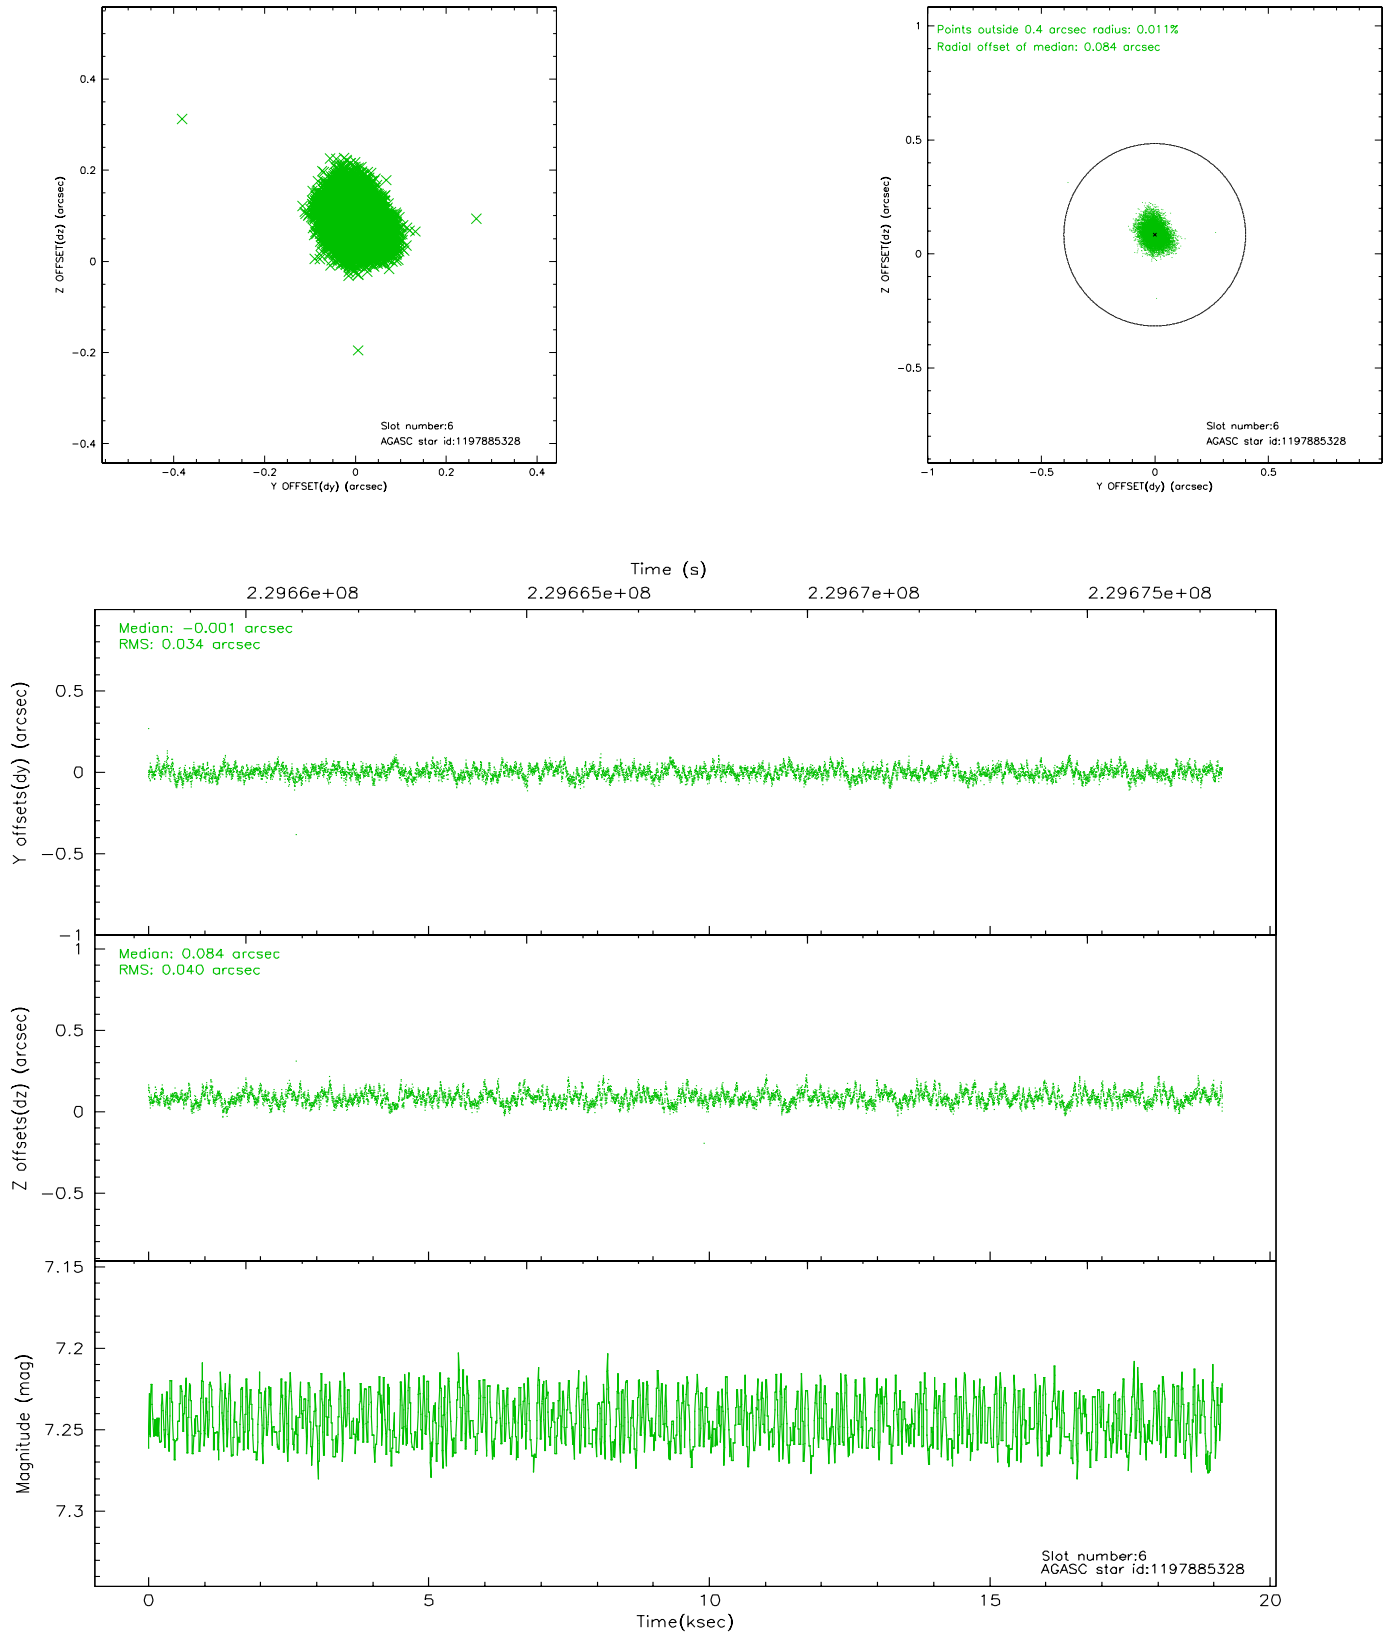 0.4
0.2
0
−0.2
−0.4
Z OFFSET(dz) (arcsec)
Slot number:6
AGASC star id:1197885328
−0.4 −0.2 0 0.2 0.4
Y OFFSET(dy) (arcsec)
Points outside 0.4 arcsec radius: 0.011%
Radial offset of median: 0.084 arcsec
1
0.5
0
−0.5
Z OFFSET(dz) (arcsec)
Slot number:6
AGASC star id:1197885328
−1 −0.5 0 0.5
Y OFFSET(dy) (arcsec)
Time (s)
2.2966e+08 2.29665e+08 2.2967e+08 2.29675e+08
Median: −0.001 arcsec
RMS: 0.034 arcsec
0.5
0
−0.5
−1
Y offsets(dy) (arcsec)
Median: 0.084 arcsec
RMS: 0.040 arcsec
1
0.5
0
−0.5
Z offsets(dz) (arcsec)
7.15
7.2
7.25
7.3
Magnitude (mag)
Slot number:6
AGASC star id:1197885328
0 5 10 15 20
Time(ksec)